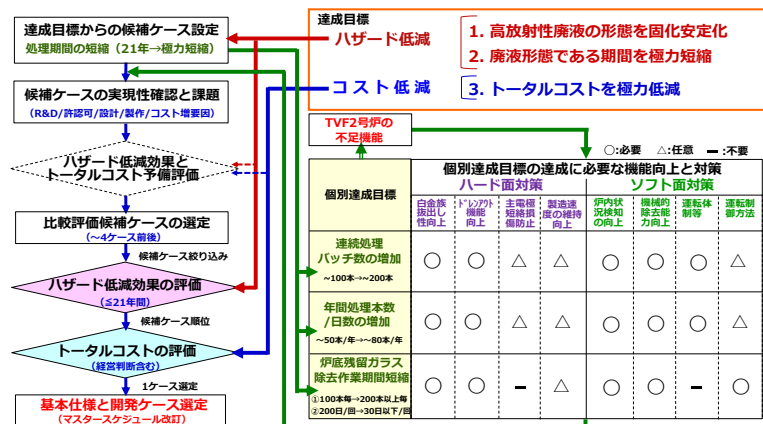 達成目標からの候補ケース設定
処理期間の短縮(21年→極力短縮)
候補ケースの実現性確認と課題
(R&D/許認可/設計/製作/コスト増要因)
ハザード低減効果と
トータルコスト予備評価
比較評価候補ケースの選定
(～4ケース前後)
候補ケース絞り込み
ハザード低減効果の評価
(≦21年間)
候補ケース順位
トータルコストの評価
(経営判断含む)
1ケース選定
基本仕様と開発ケース選定
(マスタースケジュール改訂)
達成目標
ハザード低減
1. 高放射性廃液の形態を固化安定化
2. 廃液形態である期間を極力短縮
コスト低減
3. トータルコストを極力低減
TVF2号炉の
不足機能
○:必要 △:任意 ー:不要
個別達成目標
個別達成目標の達成に必要な機能向上と対策
ハード面対策 ソフト面対策
白金族抜出し性向上
ﾄﾞﾚﾝｱｳﾄ機能向上
主電極短絡損傷防止
製造速度の維持向上
炉内状況検知の向上
機械的除去能力向上
運転体制等
運転制御方法
連続処理
バッチ数の増加
~100本→~200本
○ ○ △ △ ○ ○ ○ △
年間処理本数
/日数の増加
~50本/年→~80本/年
○ ○ △ △ ○ ○ ○ △
炉底残留ガラス
除去作業期間短縮
①100本毎→200本以上毎
②200日/回→30日以下/回
○ ○ ー △ ○ ○ ー ○